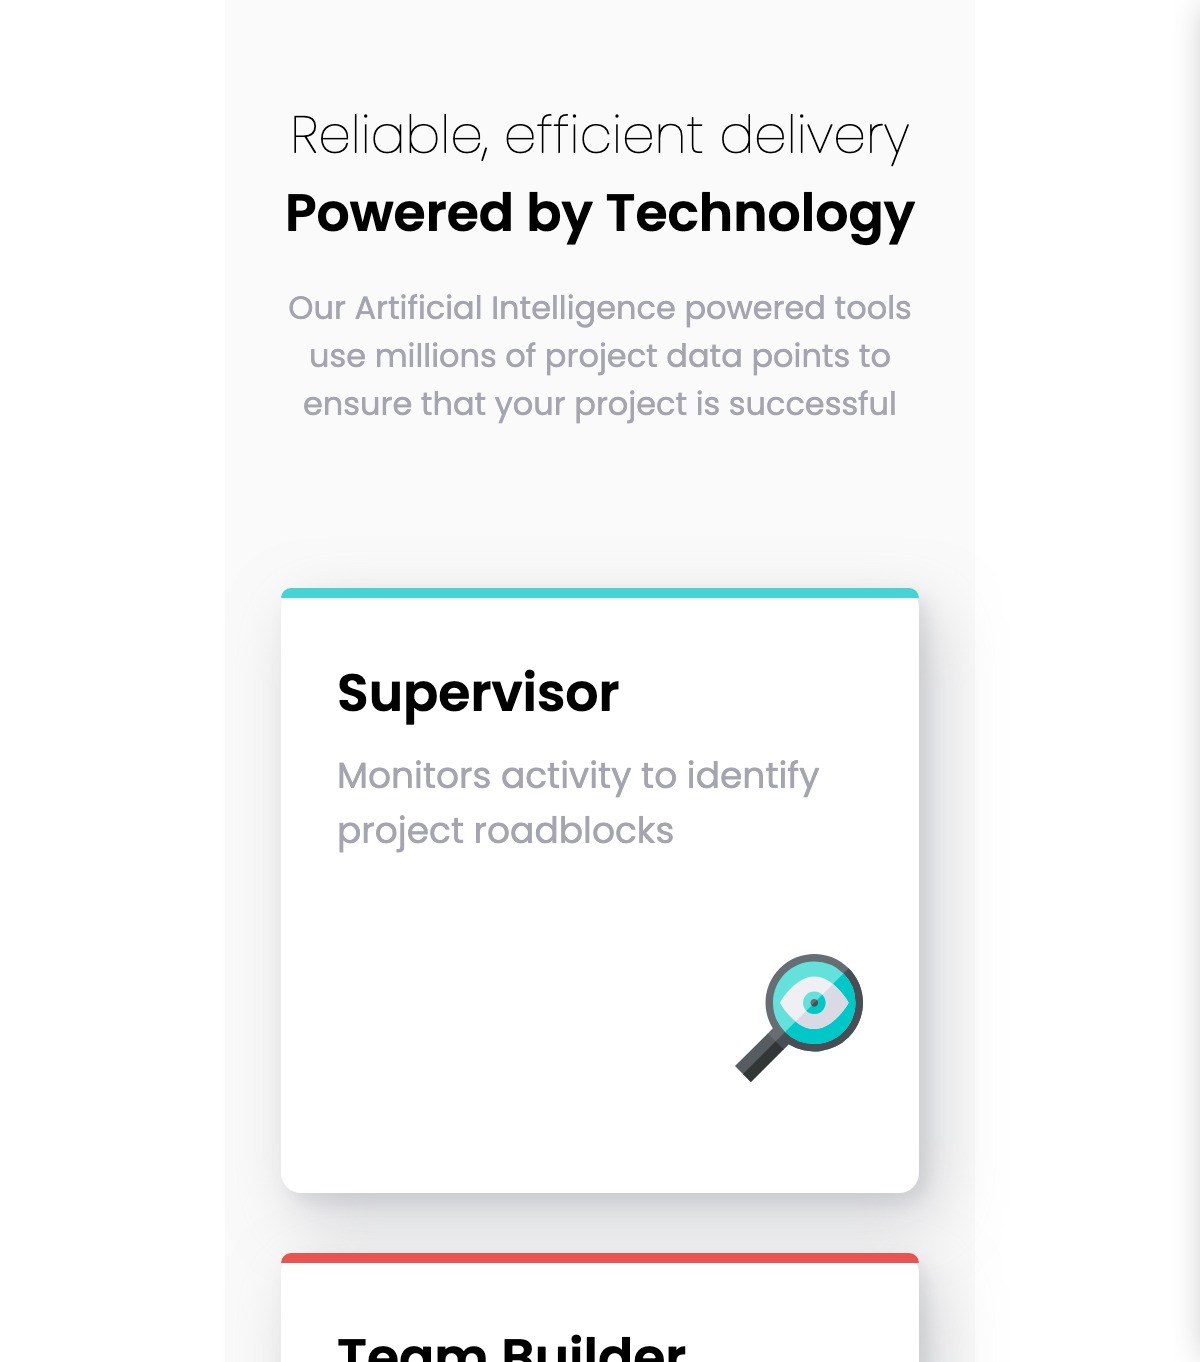 Reliable, efficient delivery
Powered by Technology
Our Artificial Intelligence powered tools
use millions of project data points to
ensure that your project is successful
Supervisor
Monitors activity to identify
project roadblocks
Team Builder